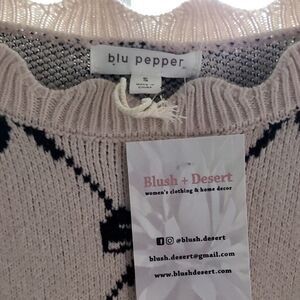 blu pepper
S
Blush + Desert
women's clothing & home decor
@blush.desert
blush.desert@gmail.com
www.blushdesert.com